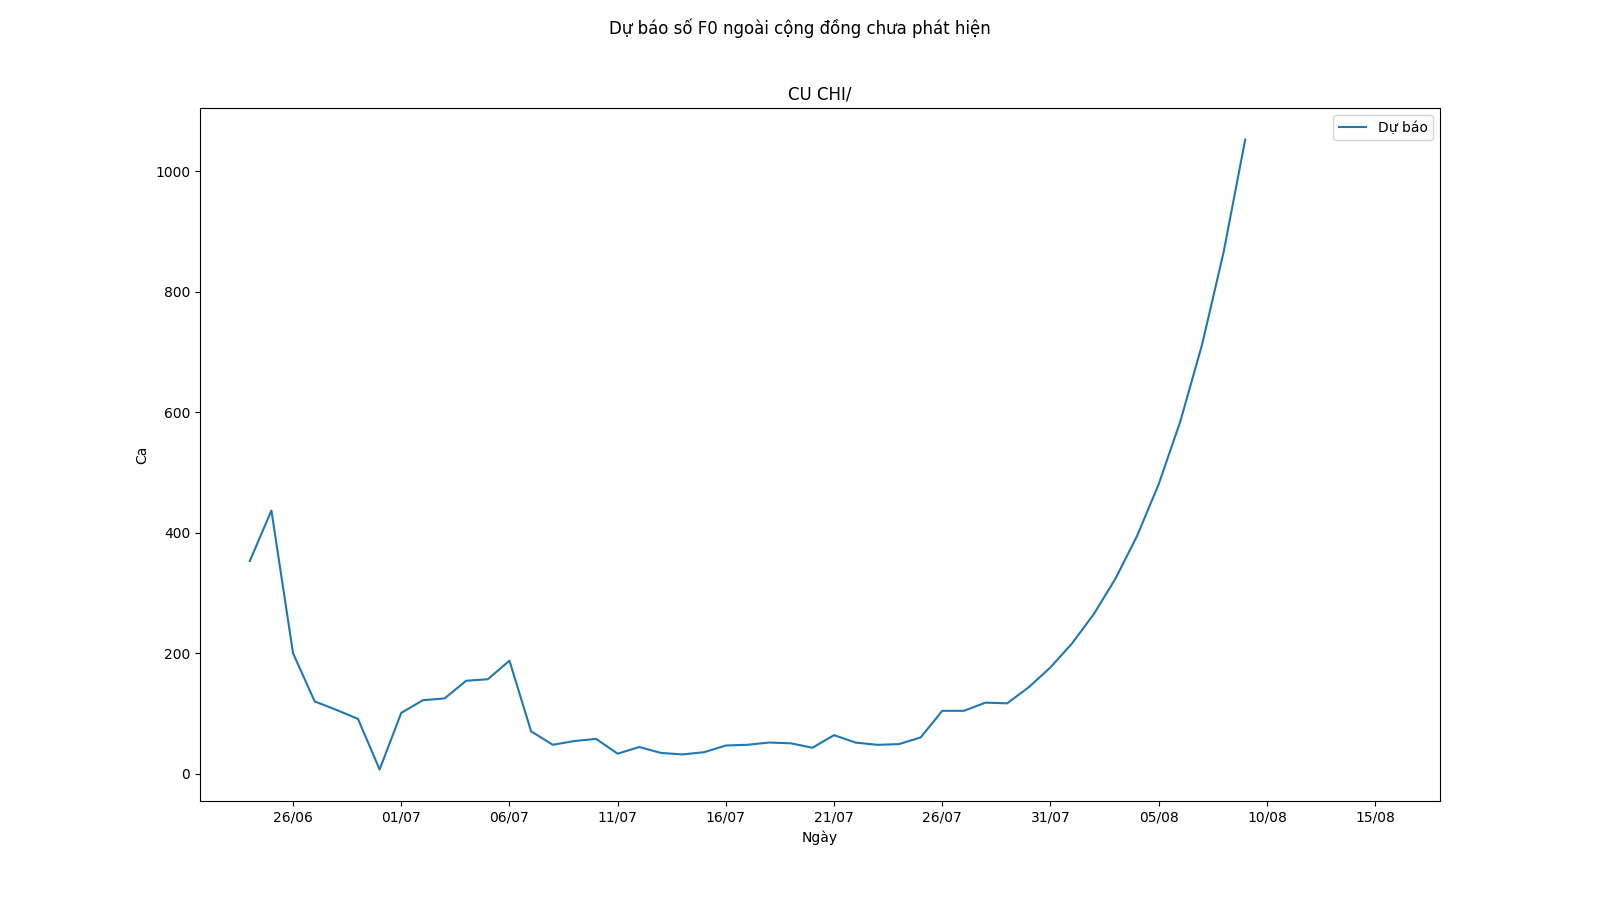 Dự báo số F0 ngoài cộng đồng chưa phát hiện
CU CHI/
Dự báo
1000
800
600
400
200
0
Ca
26/06 01/07 06/07 11/07 16/07 21/07 26/07 31/07 05/08 10/08 15/08
Ngày